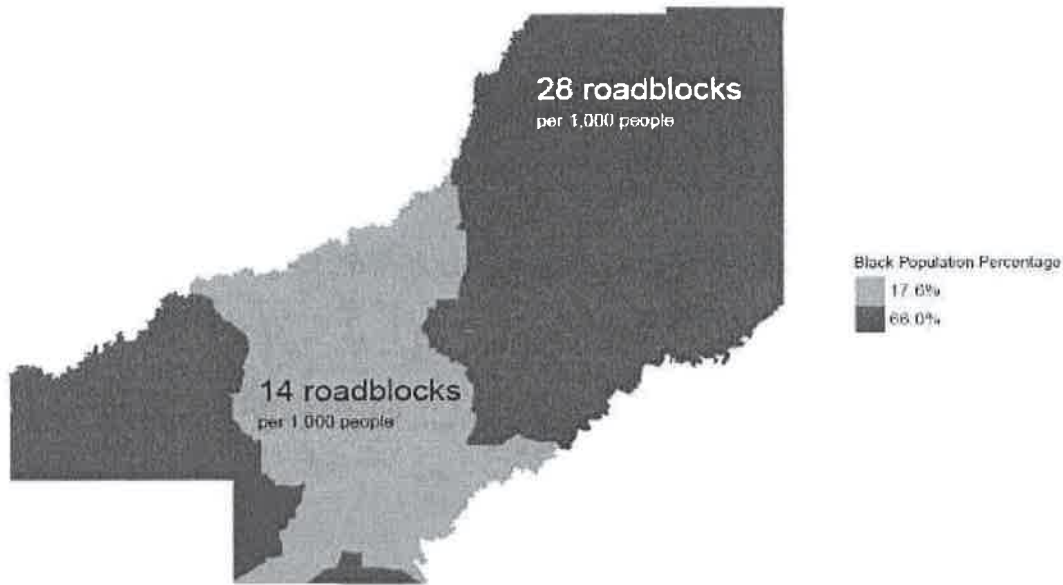 28 roadblocks
per 1,000 people
14 roadblocks
per 1,000 people
Black Population Percentage
17.6%
66.0%